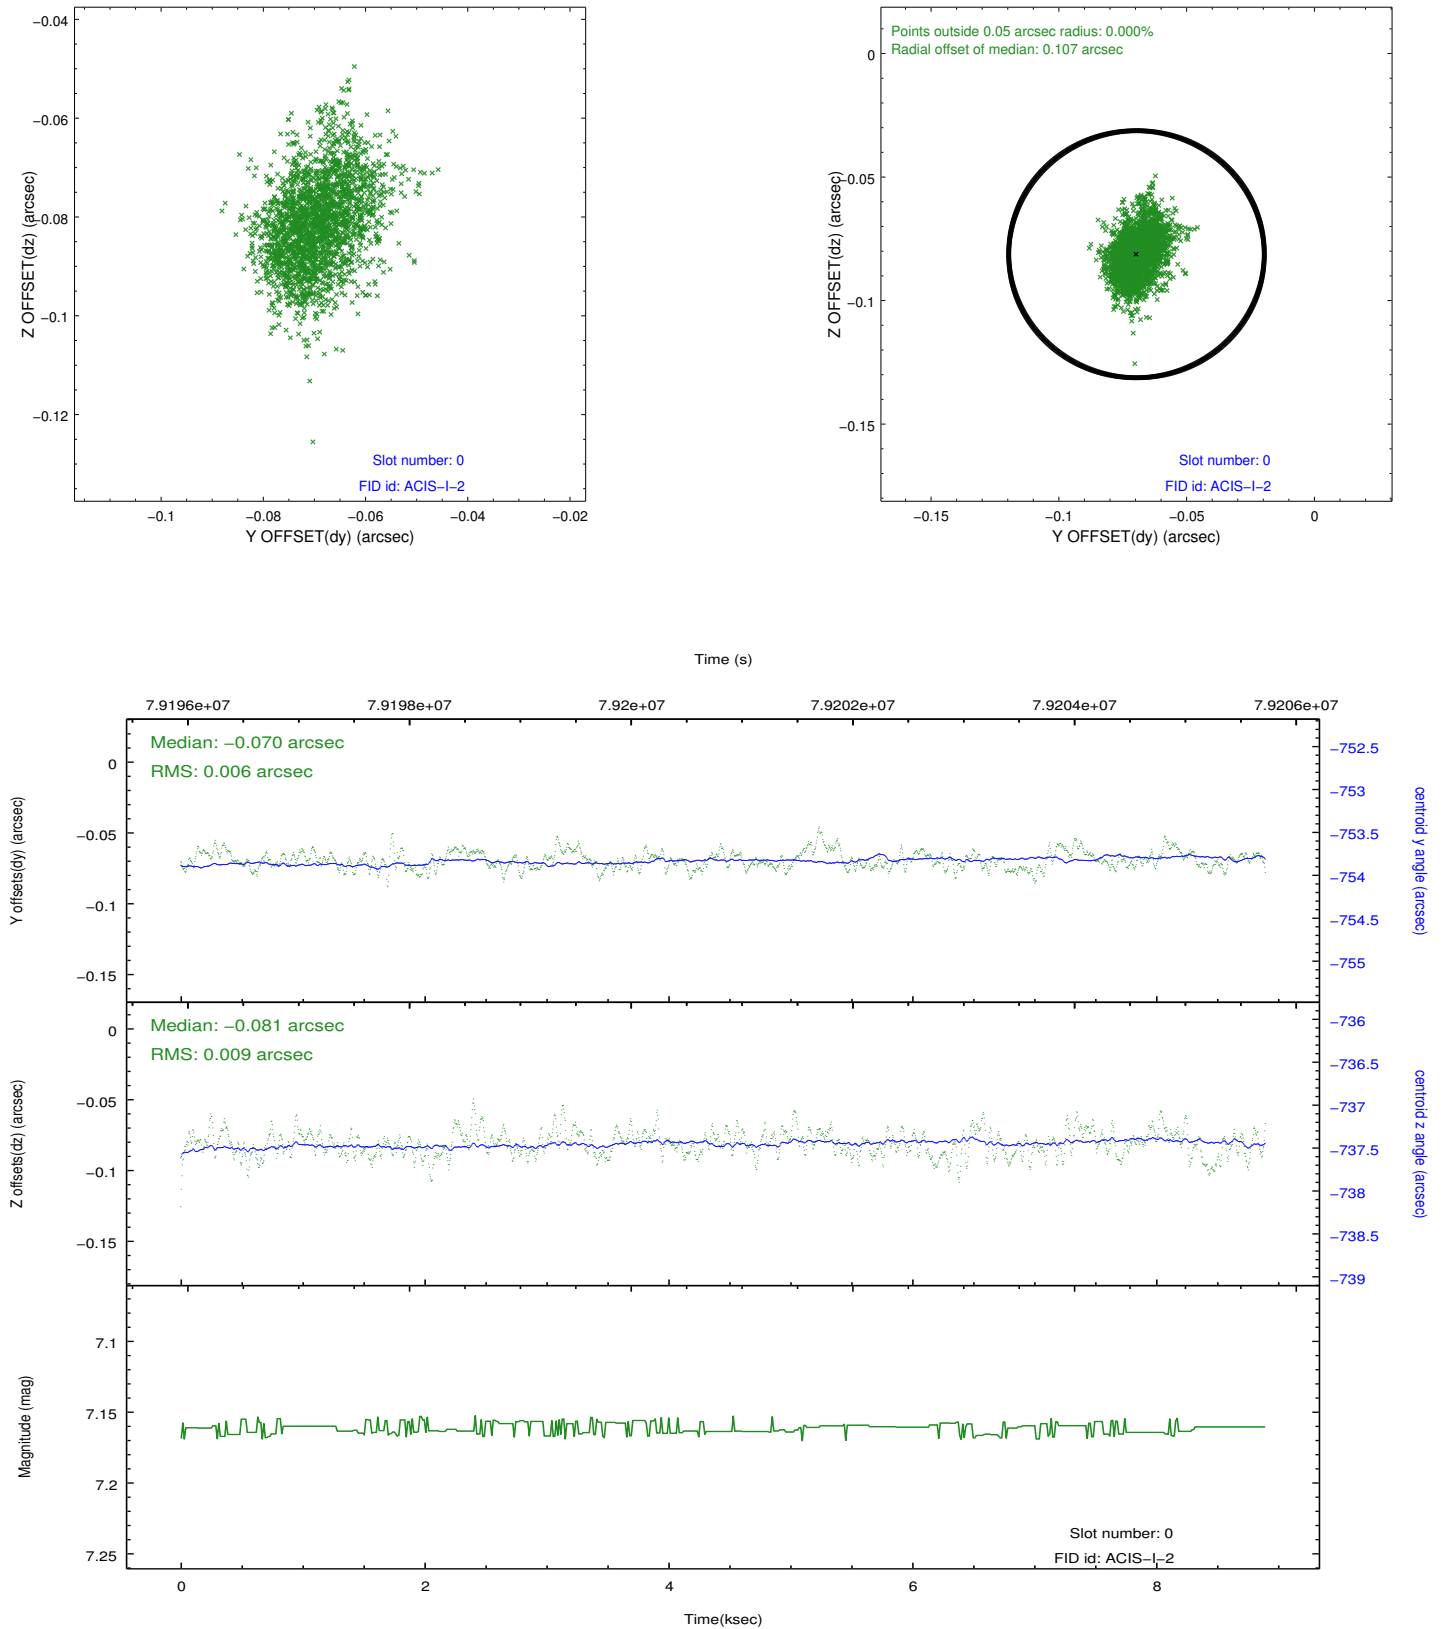 −0.04
−0.06
−0.08
−0.1
−0.12
Z OFFSET(dz) (arcsec)
Slot number: 0
FID id: ACIS−I−2
−0.1
−0.08
−0.06
−0.04
−0.02
Y OFFSET(dy) (arcsec)
Points outside 0.05 arcsec radius: 0.000%
Radial offset of median: 0.107 arcsec
0
−0.05
−0.1
−0.15
Z OFFSET(dz) (arcsec)
Slot number: 0
FID id: ACIS−I−2
−0.15
−0.1
−0.05
0
Y OFFSET(dy) (arcsec)
Time (s)
7.9196e+07
7.9198e+07
7.92e+07
7.9202e+07
7.9204e+07
7.9206e+07
Median: −0.070 arcsec
RMS: 0.006 arcsec
0
−0.05
−0.1
−0.15
Y offsets(dy) (arcsec)
−752.5
−753
−753.5
−754
−754.5
−755
centroid y angle (arcsec)
Median: −0.081 arcsec
RMS: 0.009 arcsec
0
−0.05
−0.1
−0.15
Z offsets(dz) (arcsec)
−736
−736.5
−737
−737.5
−738
−738.5
−739
centroid z angle (arcsec)
7.1
7.15
7.2
7.25
Magnitude (mag)
Slot number: 0
FID id: ACIS−I−2
0
2
4
6
8
Time(ksec)